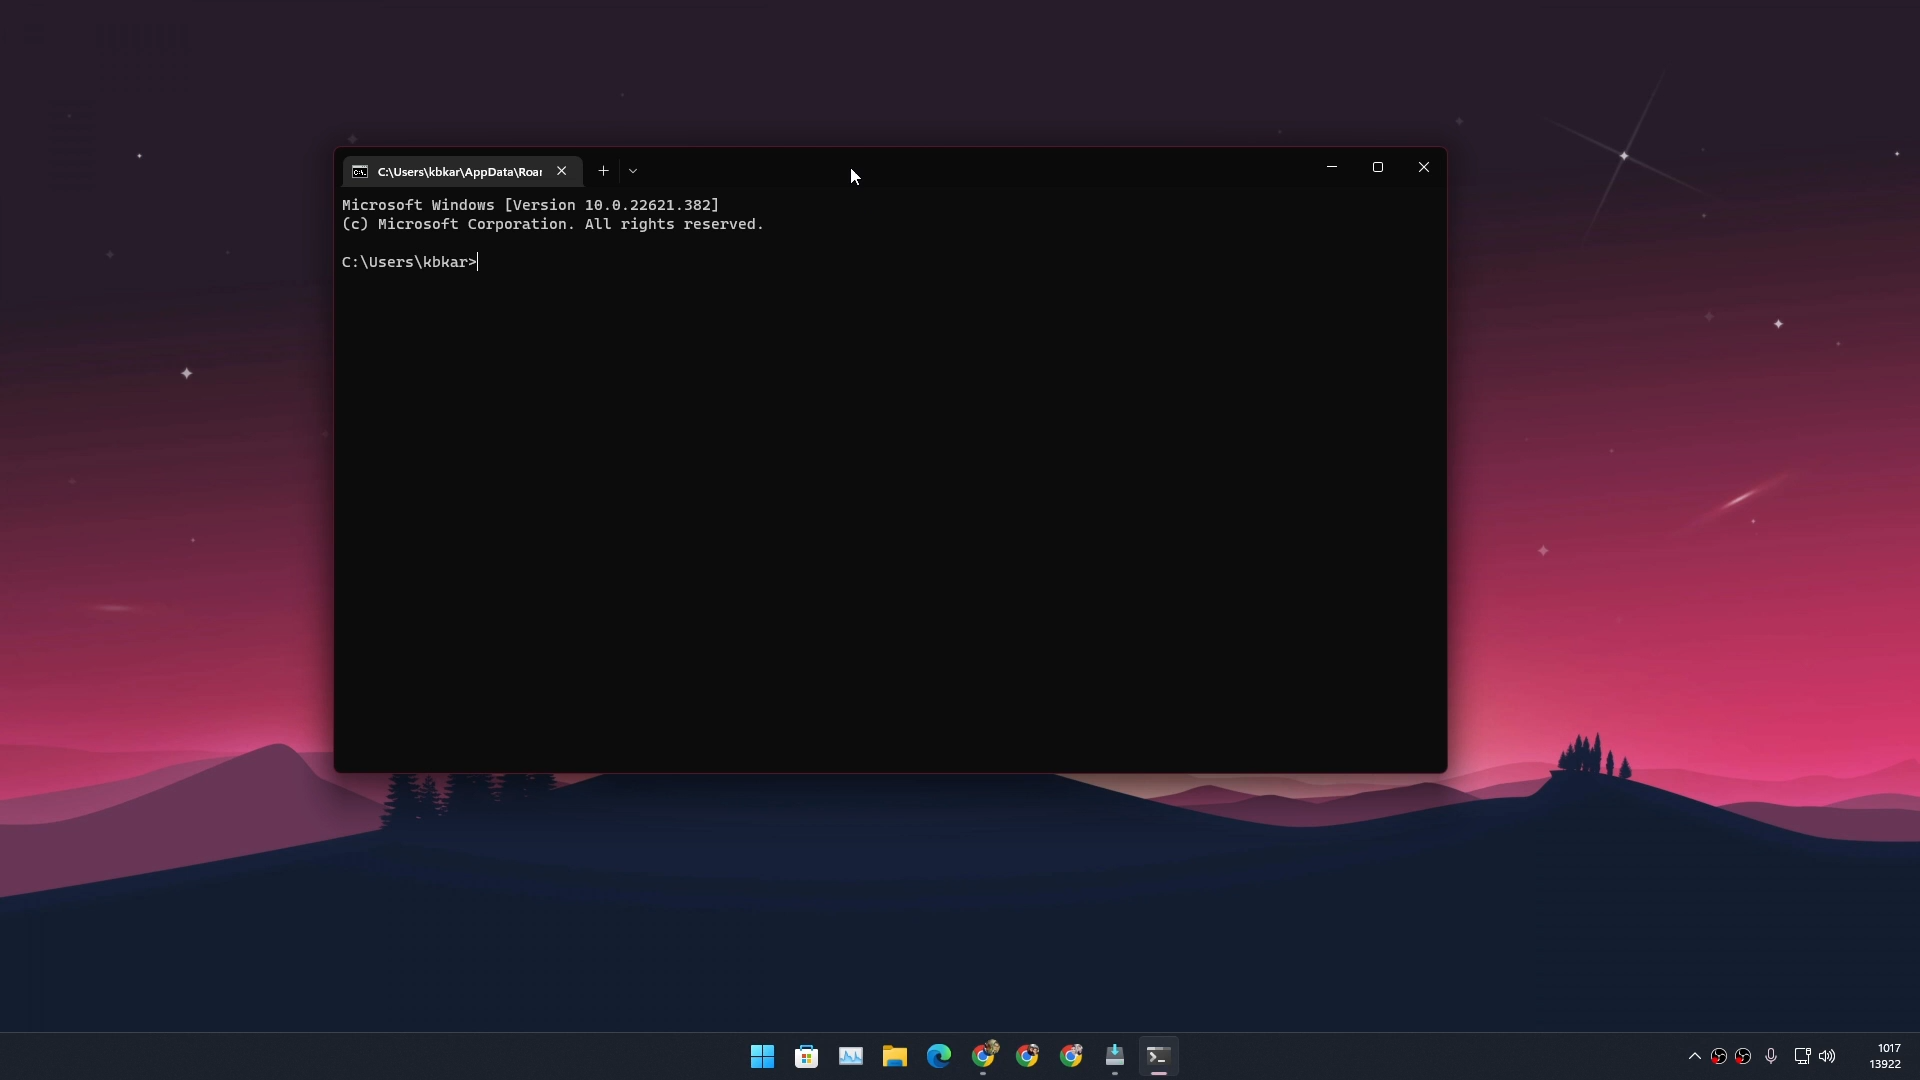 C:\Users\kbkar\AppData\Roar
Microsoft Windows [Version 10.0.22621.382]
(c) Microsoft Corporation. All rights reserved.
C:\Users\kbkar>
1017
13922